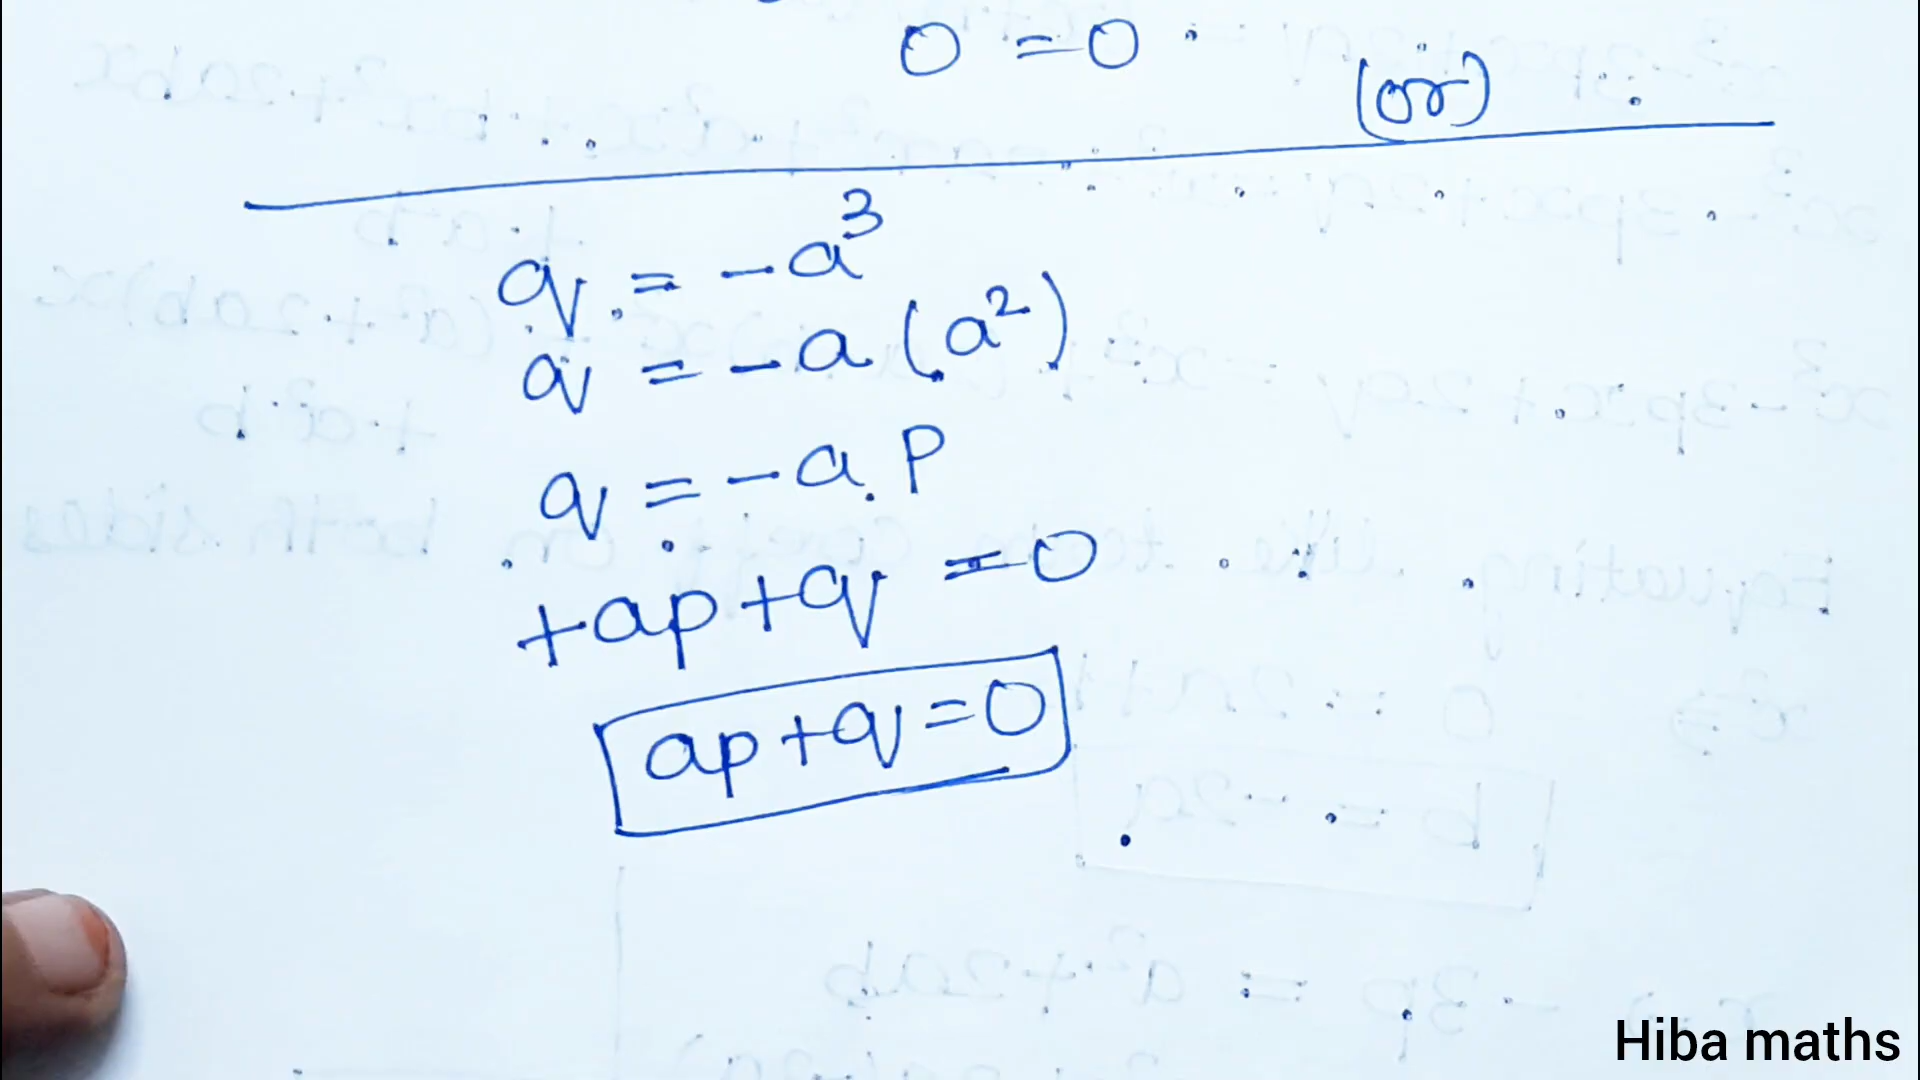 0 = 0
(or)
q = -a³
q = -a (a²)
q = -a. p
+ap+q = 0
ap+q = 0
Hiba maths